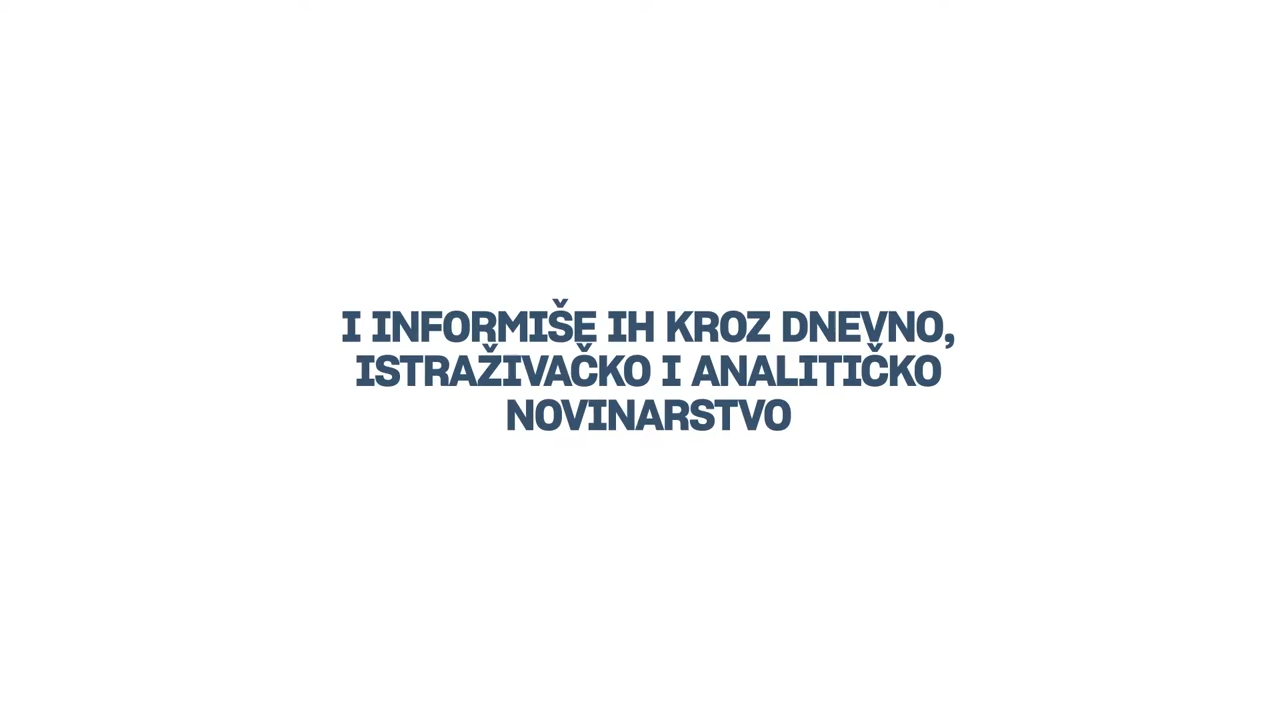 I INFORMIŠE IH KROZ DNEVNO,
ISTRAŽIVAČKO I ANALITIČKO
NOVINARSTVO